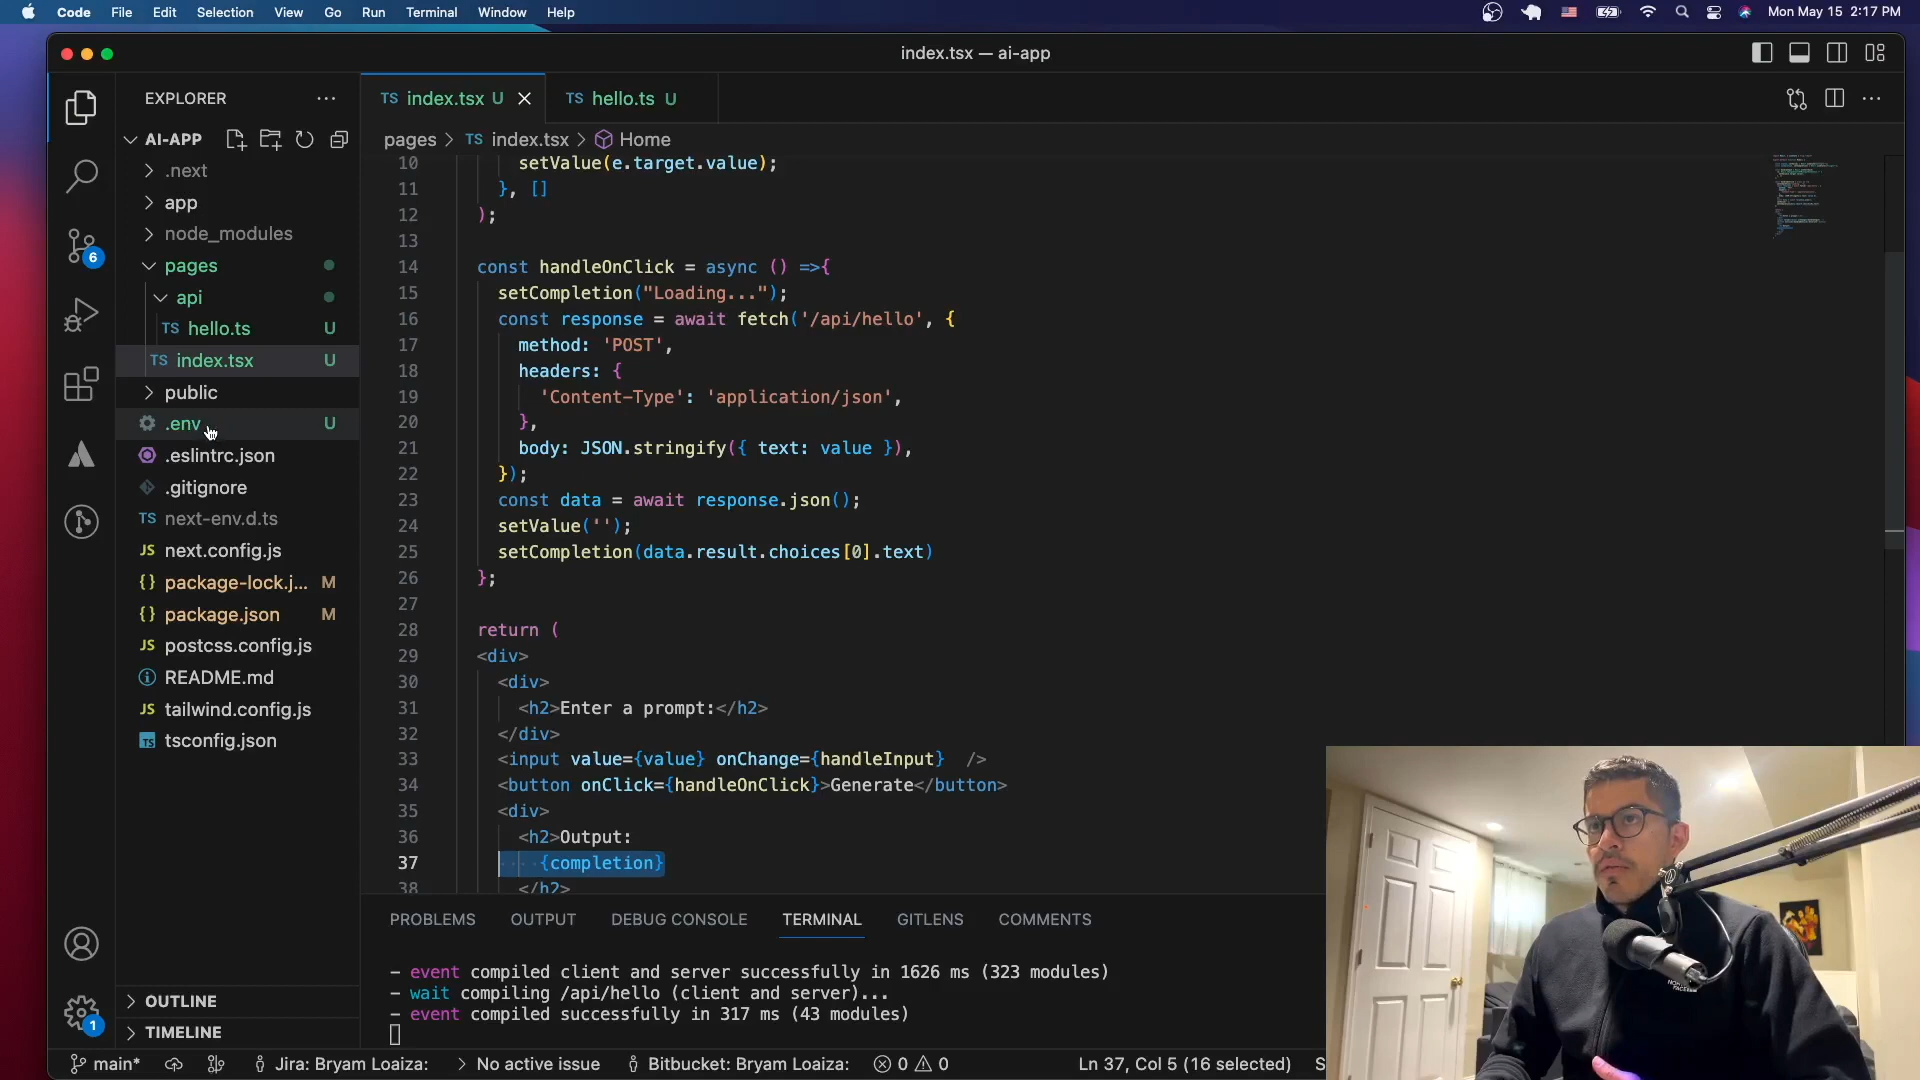 Code File Edit Selection View Go Run Terminal Window Help
Mon May 15 2:17 PM
index.tsx — ai-app
EXPLORER
AI-APP
.next
app
node_modules
pages
api
TS hello.ts U
TS index.tsx U
public
.env U
.eslintrc.json
.gitignore
TS next-env.d.ts
JS next.config.js
{} package-lock.j... M
{} package.json M
JS postcss.config.js
README.md
JS tailwind.config.js
TS tsconfig.json
OUTLINE
TIMELINE
6
1
TS index.tsx U
TS hello.ts U
pages > TS index.tsx > Home
10 setValue(e.target.value);
11 }, []
12 );
13
14 const handleOnClick = async () =>{
15 setCompletion("Loading...");
16 const response = await fetch('/api/hello', {
17 method: 'POST',
18 headers: {
19 'Content-Type': 'application/json',
20 },
21 body: JSON.stringify({ text: value }),
22 });
23 const data = await response.json();
24 setValue('');
25 setCompletion(data.result.choices[0].text)
26 };
27
28 return (
29 <div>
30 <div>
31 <h2>Enter a prompt:</h2>
32 </div>
33 <input value={value} onChange={handleInput} />
34 <button onClick={handleOnClick}>Generate</button>
35 <div>
36 <h2>Output:
37 {completion}
38 </h2>
PROBLEMS OUTPUT DEBUG CONSOLE TERMINAL GITLENS COMMENTS
- event compiled client and server successfully in 1626 ms (323 modules)
- wait compiling /api/hello (client and server)...
- event compiled successfully in 317 ms (43 modules)
main* Jira: Bryam Loaiza: > No active issue Bitbucket: Bryam Loaiza: 0 0 Ln 37, Col 5 (16 selected) S